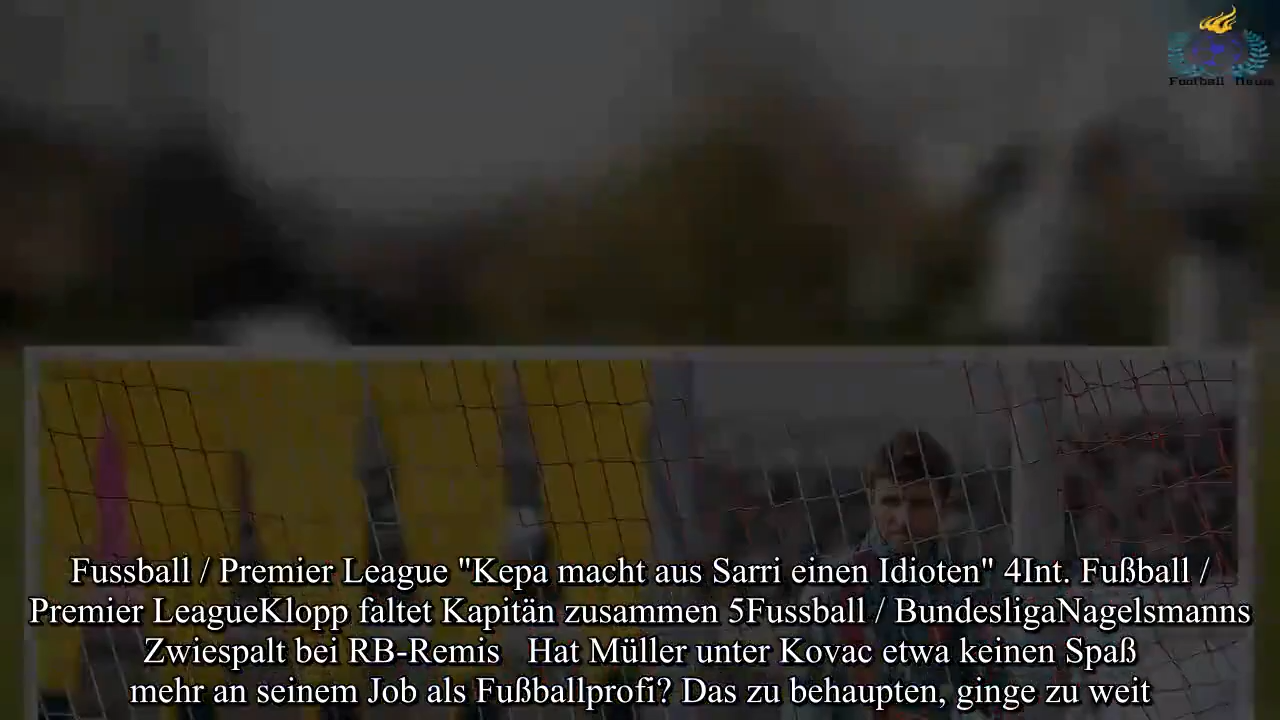 Football News
Fussball / Premier League "Kepa macht aus Sarri einen Idioten" 4Int. Fußball /
Premier LeagueKlopp faltet Kapitän zusammen 5Fussball / BundesligaNagelsmanns
Zwiespalt bei RB-Remis   Hat Müller unter Kovac etwa keinen Spaß
mehr an seinem Job als Fußballprofi? Das zu behaupten, ginge zu weit